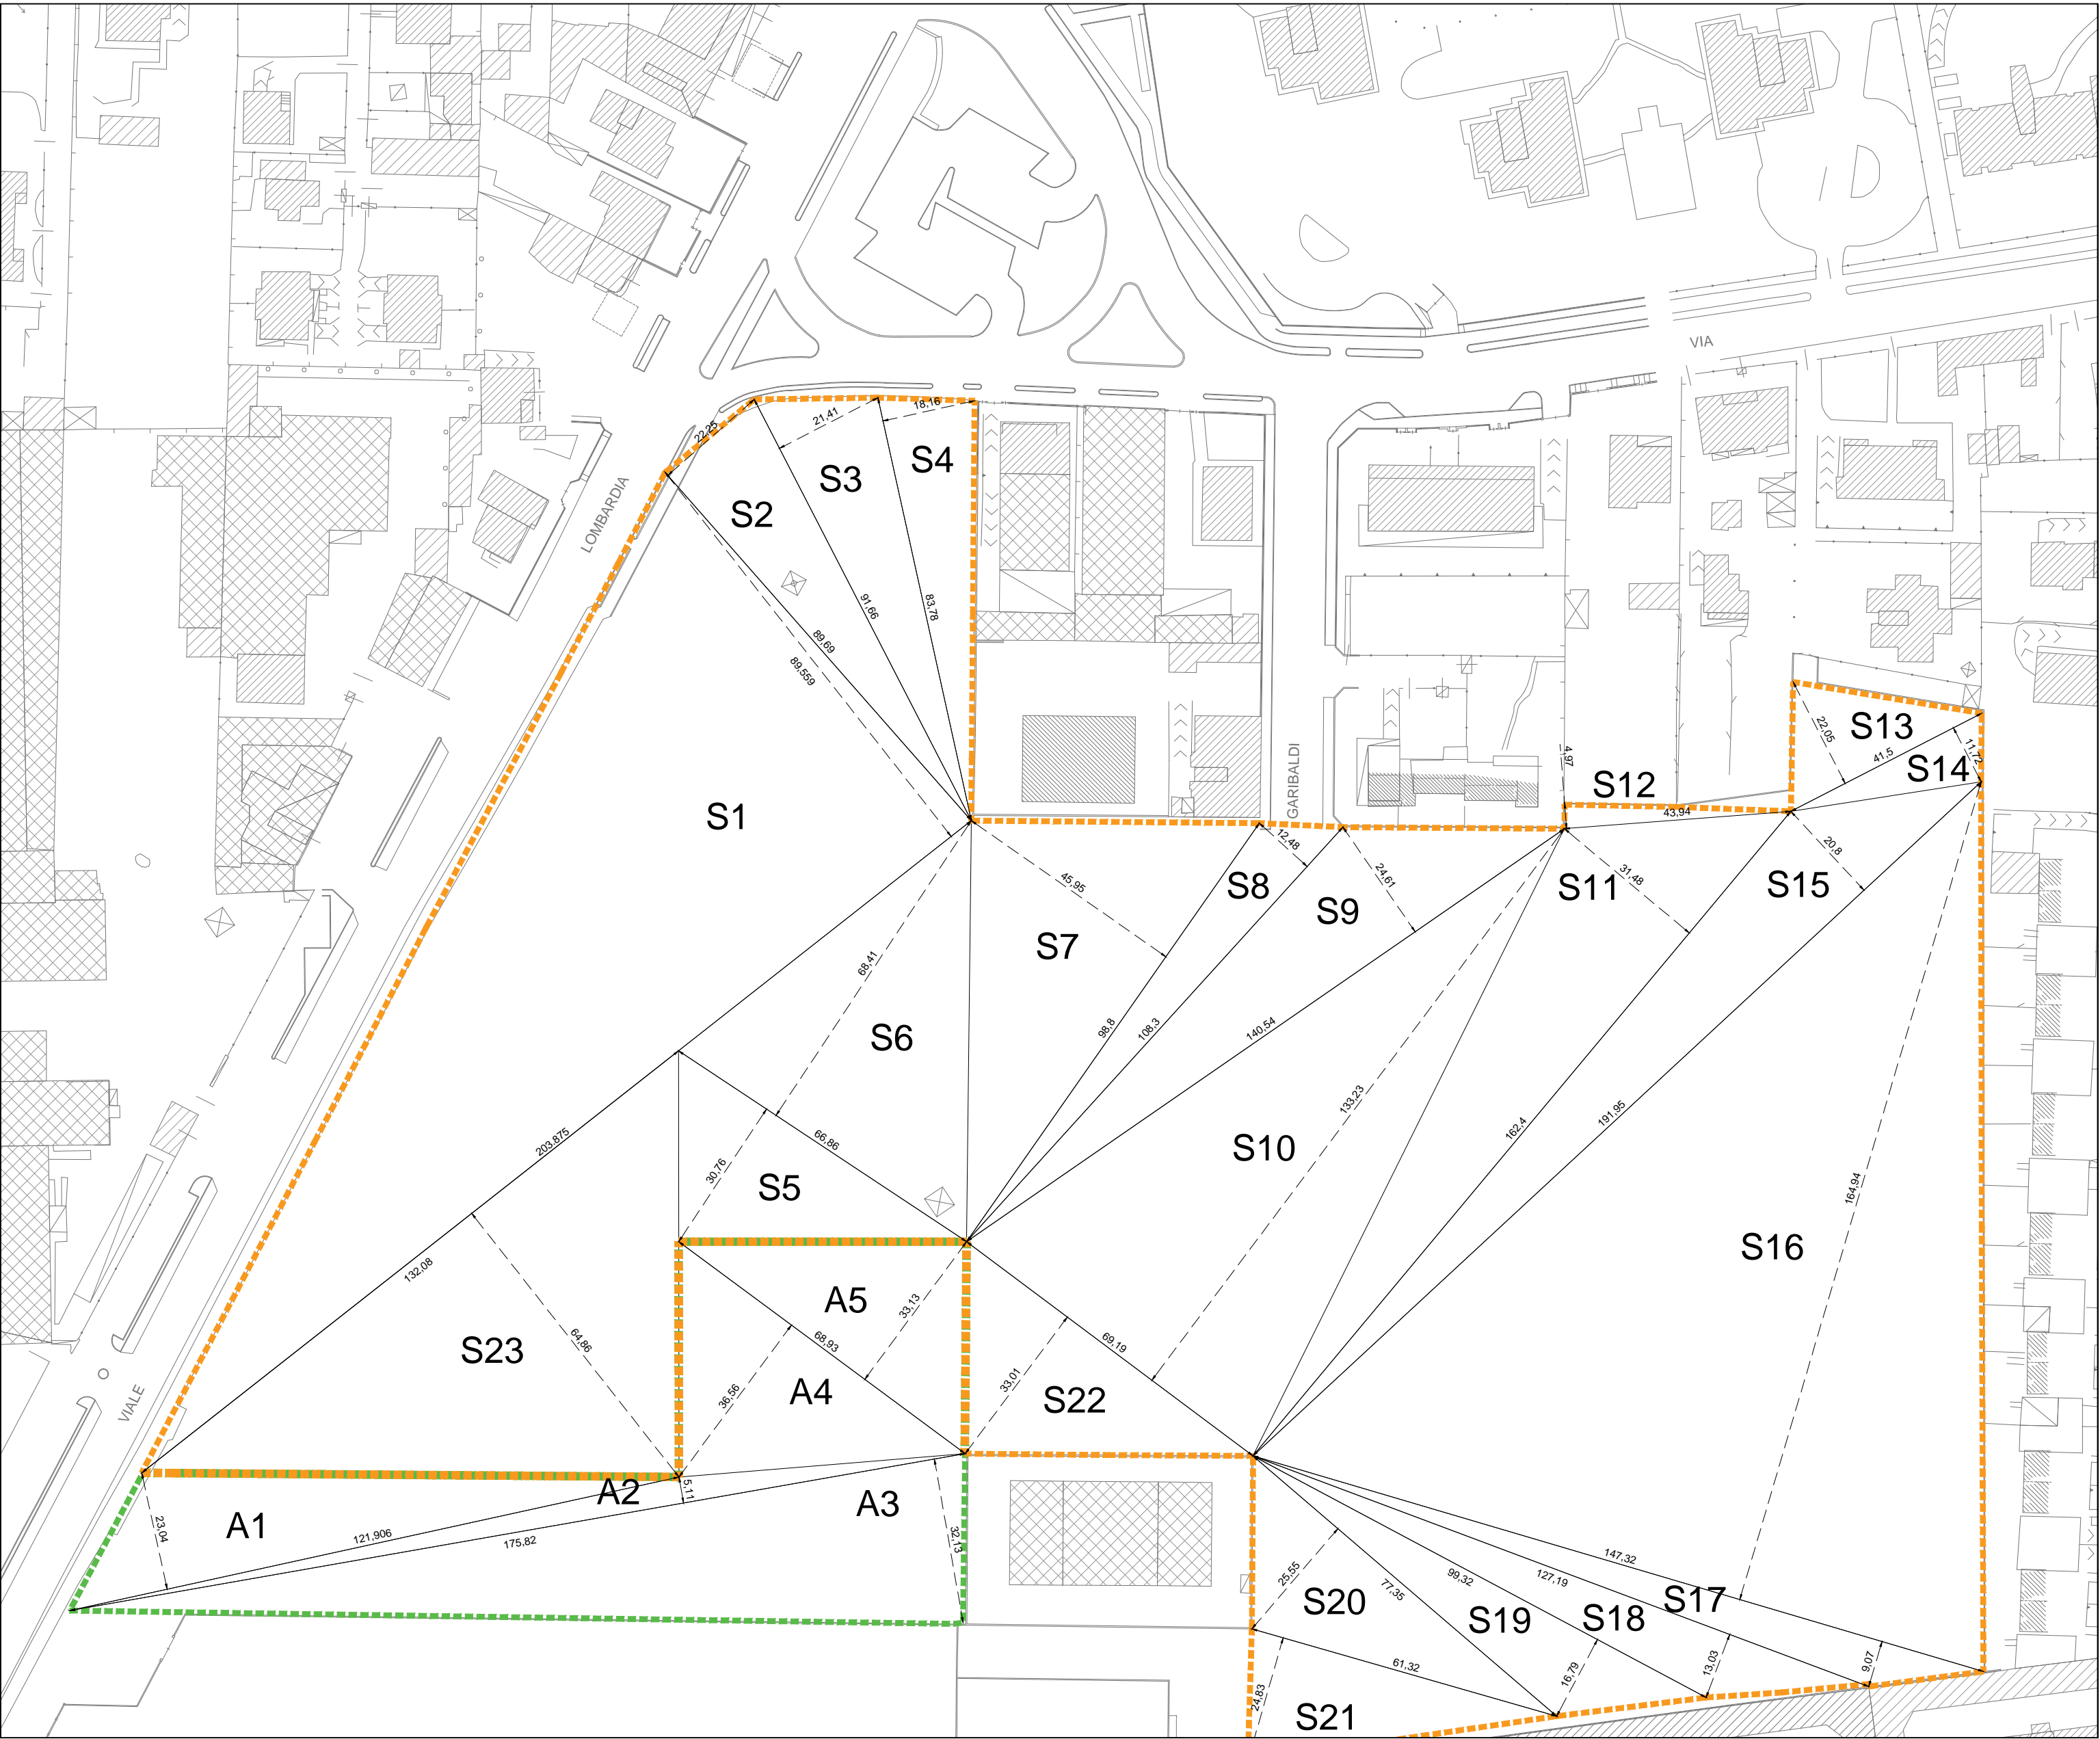 VIA
18,16
21,41
22,25
S4
S3
S2
LOMBARDIA
91,66
83,78
89,69
89,559
S13
22,05
41,5
11,72
S14
4,97
S12
43,94
GARIBALDI
S1
12,48
20,8
S8
24,61
S11
31,48
S15
45,95
S9
S7
68,41
S6
98,8
108,3
140,54
133,23
162,4
191,95
203,875
66,86
S10
30,76
S5
164,94
S16
132,08
A5
33,13
64,86
68,93
69,19
S23
33,01
36,56
A4
S22
VIALE
A2
5,11
A3
A1
23,04
121,906
175,82
32,13
147,32
25,55
77,35
99,32
127,19
S17
S20
S19
S18
61,32
16,79
13,03
9,07
24,83
S21